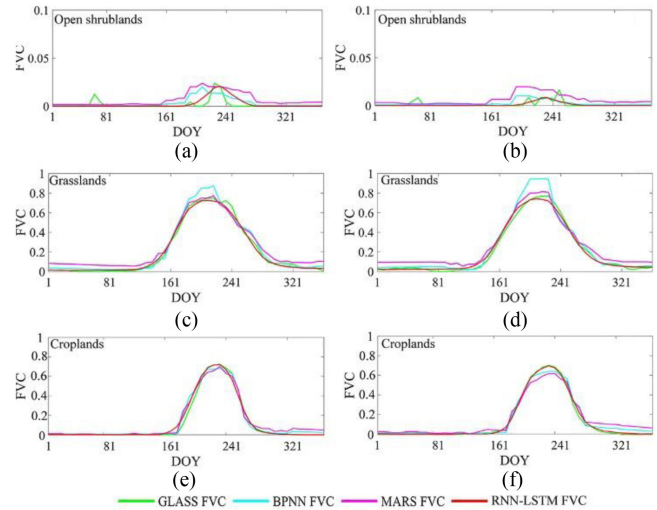 0.1
Open shrublands
FVC
0.05
0
1 81 161 241 321
DOY
(a)
0.1
Open shrublands
FVC
0.05
0
1 81 161 241 321
DOY
(b)
1
Grasslands
0.8
0.6
FVC
0.4
0.2
0
1 81 161 241 321
DOY
(c)
1
Grasslands
0.8
0.6
FVC
0.4
0.2
0
1 81 161 241 321
DOY
(d)
1
Croplands
0.8
0.6
FVC
0.4
0.2
0
1 81 161 241 321
DOY
(e)
1
Croplands
0.8
0.6
FVC
0.4
0.2
0
1 81 161 241 321
DOY
(f)
GLASS FVC BPNN FVC MARS FVC RNN-LSTM FVC